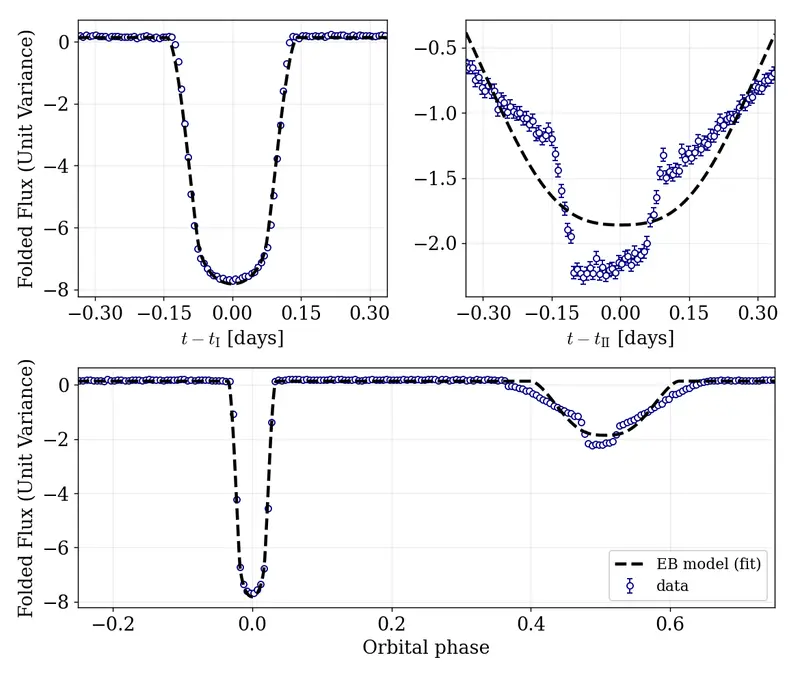 Folded Flux (Unit Variance)
0
−2
−4
−6
−8
−0.30 −0.15 0.00 0.15 0.30
t − tI [days]
−0.5
−1.0
−1.5
−2.0
−0.30 −0.15 0.00 0.15 0.30
t − tII [days]
Folded Flux (Unit Variance)
0
−2
−4
−6
−8
EB model (fit)
data
−0.2 0.0 0.2 0.4 0.6
Orbital phase